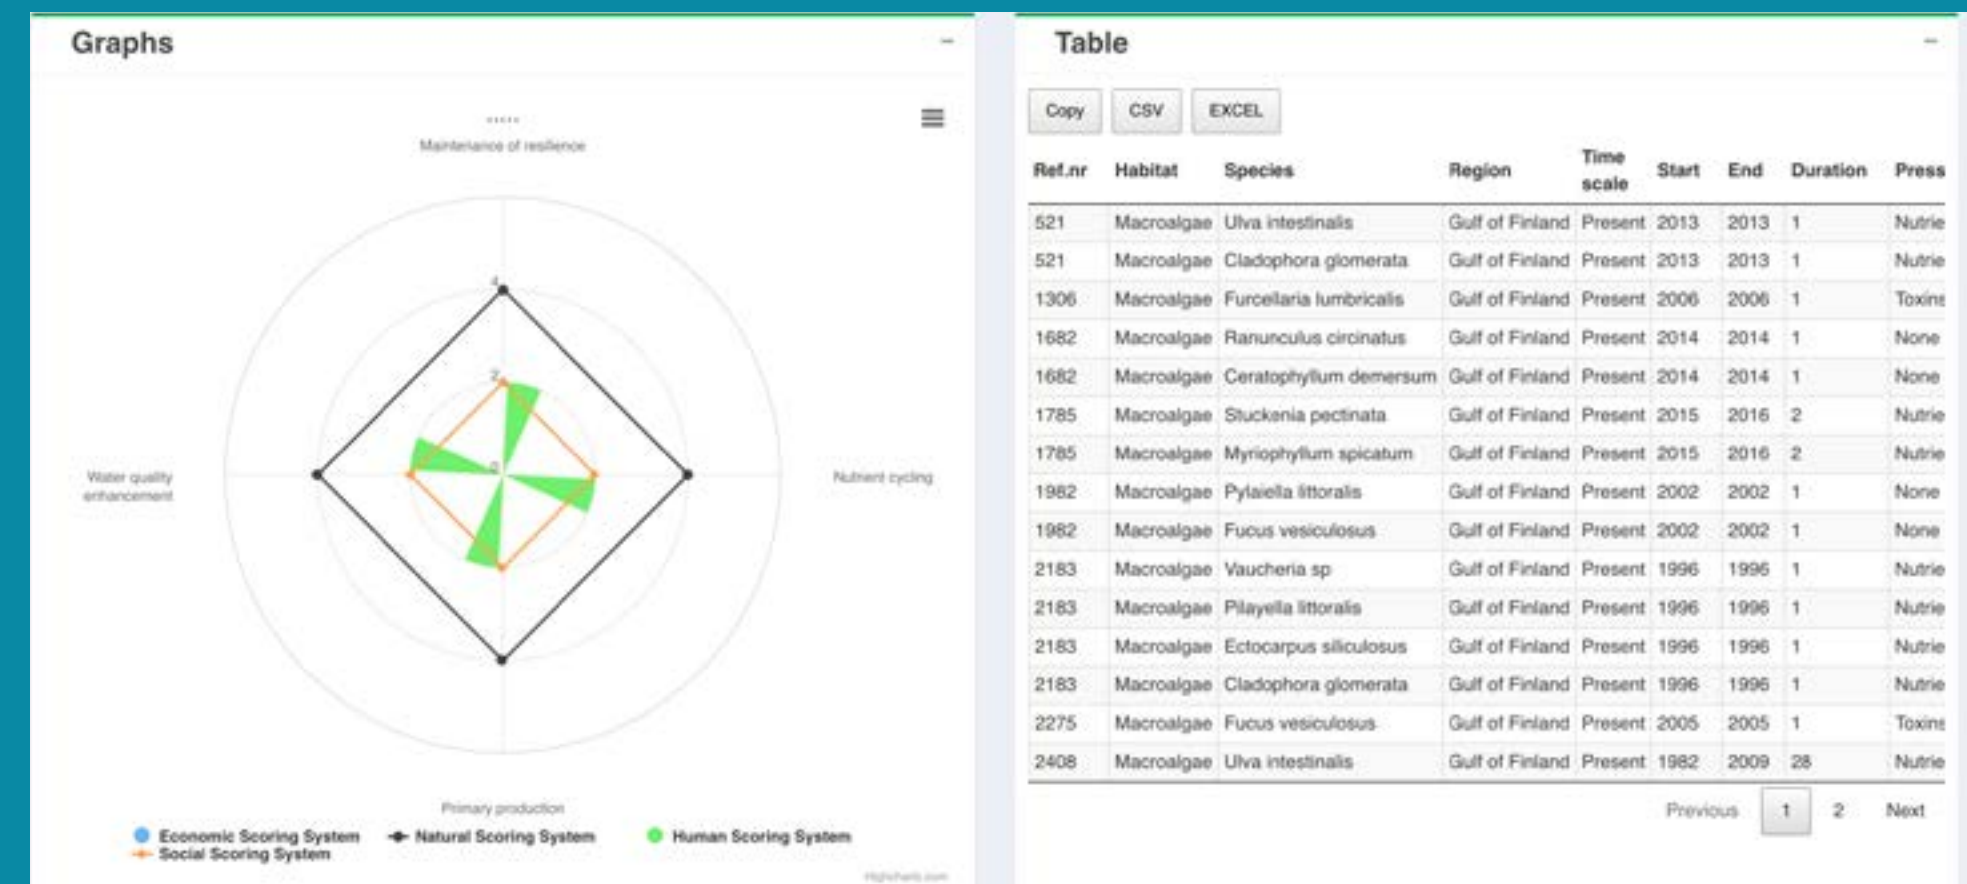 Graphs
Maintenance of resilience
4
2
0
Water quality
enhancement
Nutrient cycling
Primary production
Economic Scoring System
Natural Scoring System
Human Scoring System
Social Scoring System
Highcharts.com
Table
Copy CSV EXCEL
Ref.nr Habitat Species Region Time scale Start End Duration Press
521 Macroalgae Ulva intestinalis Gulf of Finland Present 2013 2013 1 Nutrie
521 Macroalgae Cladophora glomerata Gulf of Finland Present 2013 2013 1 Nutrie
1306 Macroalgae Furcellaria lumbricalis Gulf of Finland Present 2006 2006 1 Toxins
1682 Macroalgae Ranunculus circinatus Gulf of Finland Present 2014 2014 1 None
1682 Macroalgae Ceratophyllum demersum Gulf of Finland Present 2014 2014 1 None
1785 Macroalgae Stuckenia pectinata Gulf of Finland Present 2015 2016 2 Nutrie
1785 Macroalgae Myriophyllum spicatum Gulf of Finland Present 2015 2016 2 Nutrie
1982 Macroalgae Pylaiella littoralis Gulf of Finland Present 2002 2002 1 None
1982 Macroalgae Fucus vesiculosus Gulf of Finland Present 2002 2002 1 None
2183 Macroalgae Vaucheria sp Gulf of Finland Present 1996 1996 1 Nutrie
2183 Macroalgae Pilayella littoralis Gulf of Finland Present 1996 1996 1 Nutrie
2183 Macroalgae Ectocarpus siliculosus Gulf of Finland Present 1996 1996 1 Nutrie
2183 Macroalgae Cladophora glomerata Gulf of Finland Present 1996 1996 1 Nutrie
2275 Macroalgae Fucus vesiculosus Gulf of Finland Present 2005 2005 1 Toxins
2408 Macroalgae Ulva intestinalis Gulf of Finland Present 1982 2009 28 Nutrie
Previous 1 2 Next